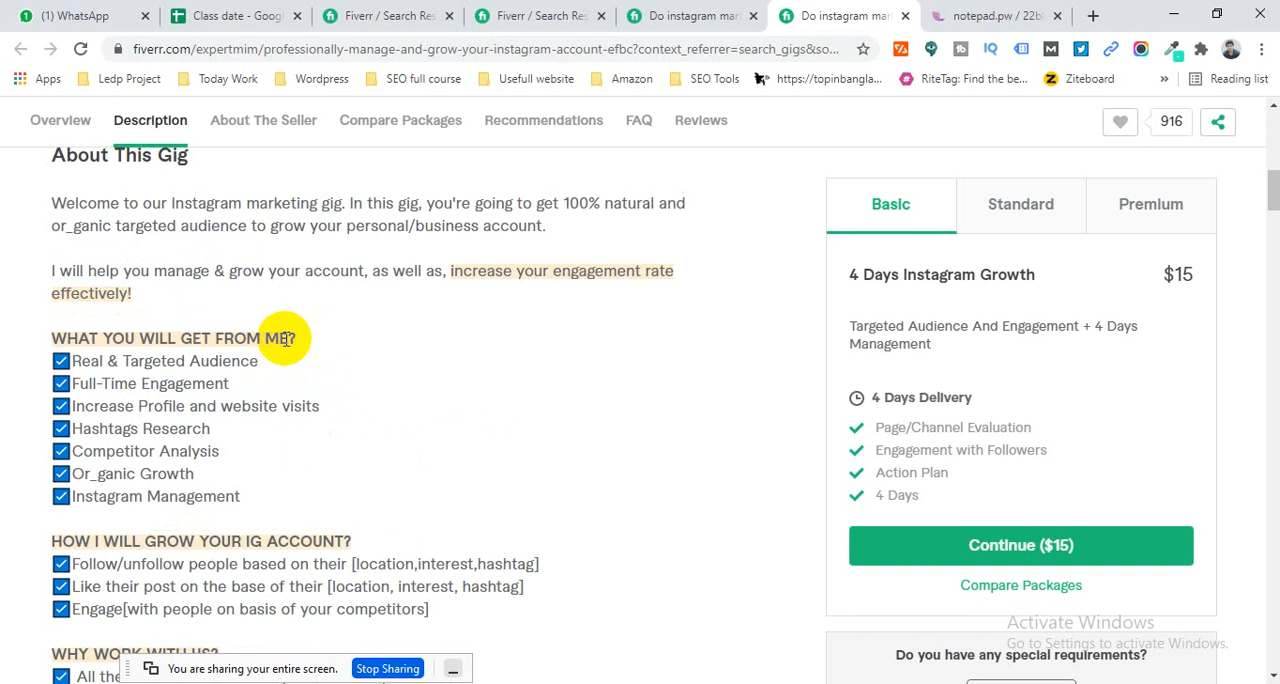 (1) WhatsApp
Class date - Goog
Fiverr / Search Res
Fiverr / Search Res
Do instagram mar
Do instagram mar
notepad.pw / 22b
fiverr.com/expertmim/professionally-manage-and-grow-your-instagram-account-efbc?context_referrer=search_gigs&so...
Apps
Ledp Project
Today Work
Wordpress
SEO full course
Usefull website
Amazon
SEO Tools
https://topinbangla...
RiteTag: Find the be...
Ziteboard
»
Reading list
Overview
Description
About The Seller
Compare Packages
Recommendations
FAQ
Reviews
916
About This Gig
Welcome to our Instagram marketing gig. In this gig, you're going to get 100% natural and
or_ganic targeted audience to grow your personal/business account.
I will help you manage & grow your account, as well as, increase your engagement rate
effectively!
WHAT YOU WILL GET FROM ME?
Real & Targeted Audience
Full-Time Engagement
Increase Profile and website visits
Hashtags Research
Competitor Analysis
Or_ganic Growth
Instagram Management
HOW I WILL GROW YOUR IG ACCOUNT?
Follow/unfollow people based on their [location,interest,hashtag]
Like their post on the base of their [location, interest, hashtag]
Engage[with people on basis of your competitors]
WHY WORK WITH US?
All the
Basic
Standard
Premium
4 Days Instagram Growth
$15
Targeted Audience And Engagement + 4 Days
Management
4 Days Delivery
Page/Channel Evaluation
Engagement with Followers
Action Plan
4 Days
Continue ($15)
Compare Packages
Activate Windows
Go to Settings to activate Windows.
Do you have any special requirements?
You are sharing your entire screen.
Stop Sharing